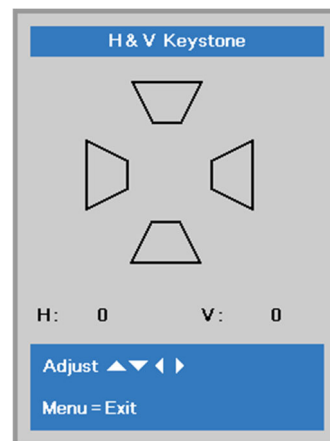 H & V Keystone
H: 0 V: 0
Adjust ▲▼◀▶
Menu = Exit